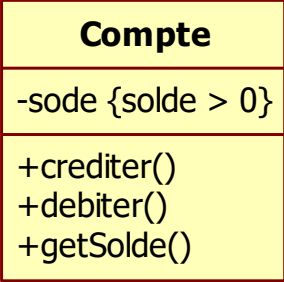 Compte
-sode {solde > 0}
+crediter()
+debiter()
+getSolde()